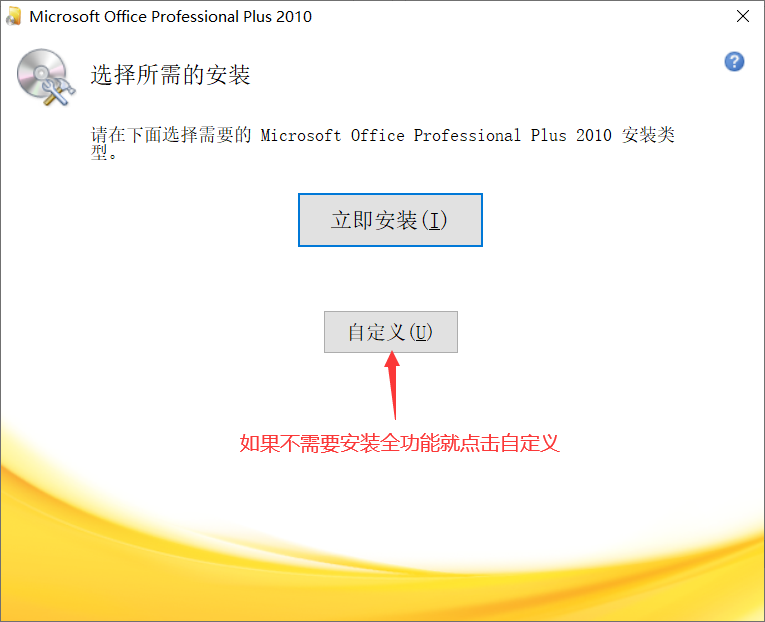 Microsoft Office Professional Plus 2010
选择所需的安装
请在下面选择需要的 Microsoft Office Professional Plus 2010 安装类
型。
立即安装(I)
自定义(U)
如果不需要安装全功能就点击自定义